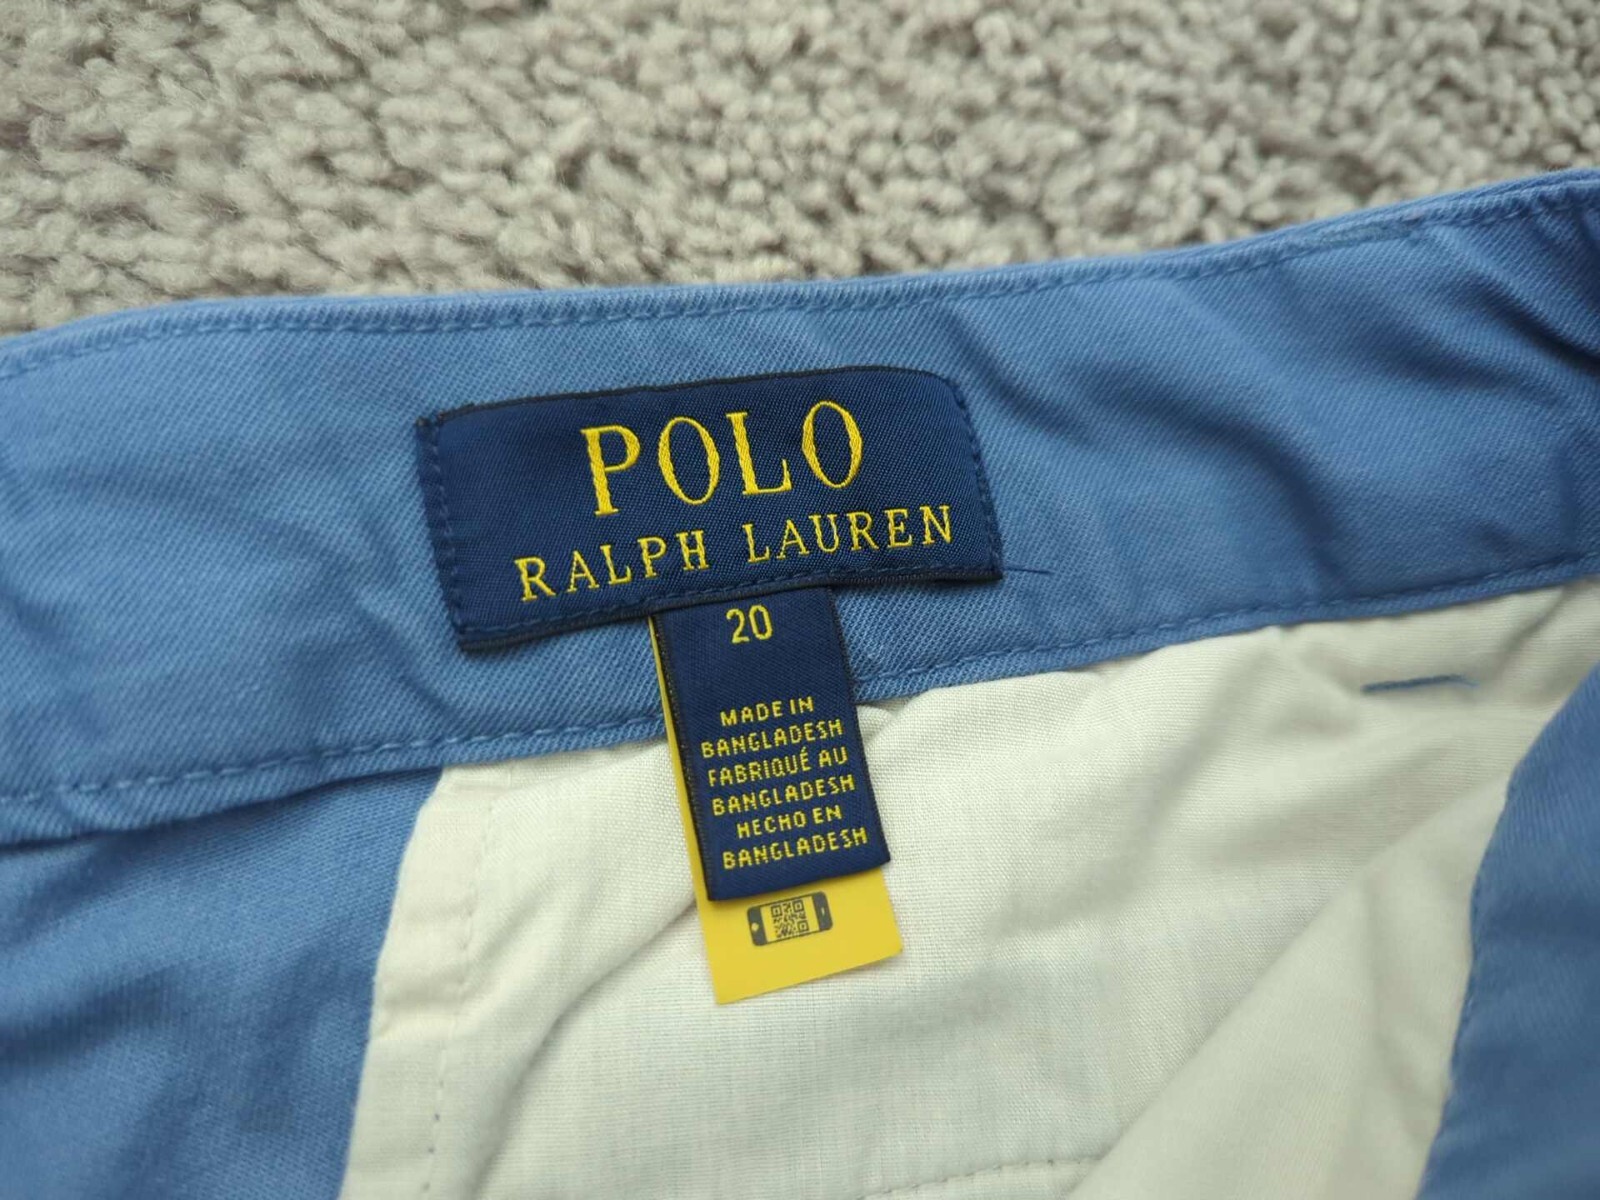 POLO
RALPH LAUREN
20
MADE IN
BANGLADESH
FABRIQUÉ AU
BANGLADESH
HECHO EN
BANGLADESH